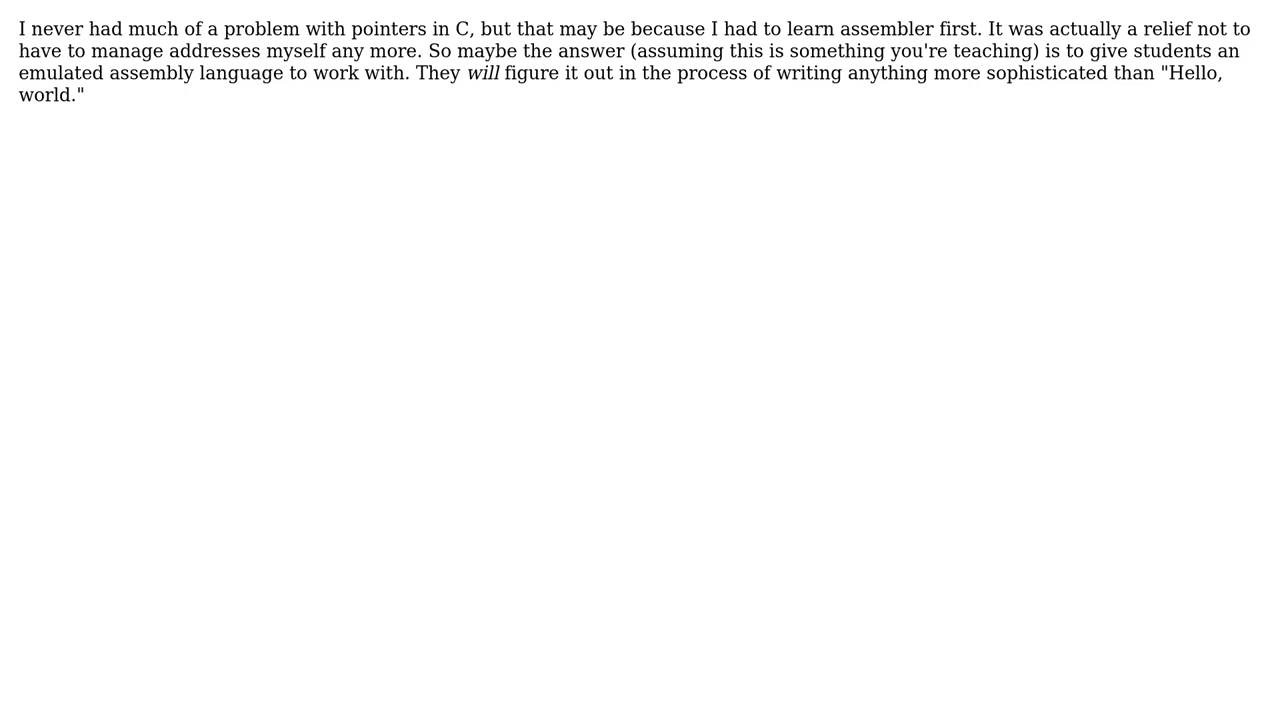 I never had much of a problem with pointers in C, but that may be because I had to learn assembler first. It was actually a relief not to
have to manage addresses myself any more. So maybe the answer (assuming this is something you're teaching) is to give students an
emulated assembly language to work with. They will figure it out in the process of writing anything more sophisticated than "Hello,
world."